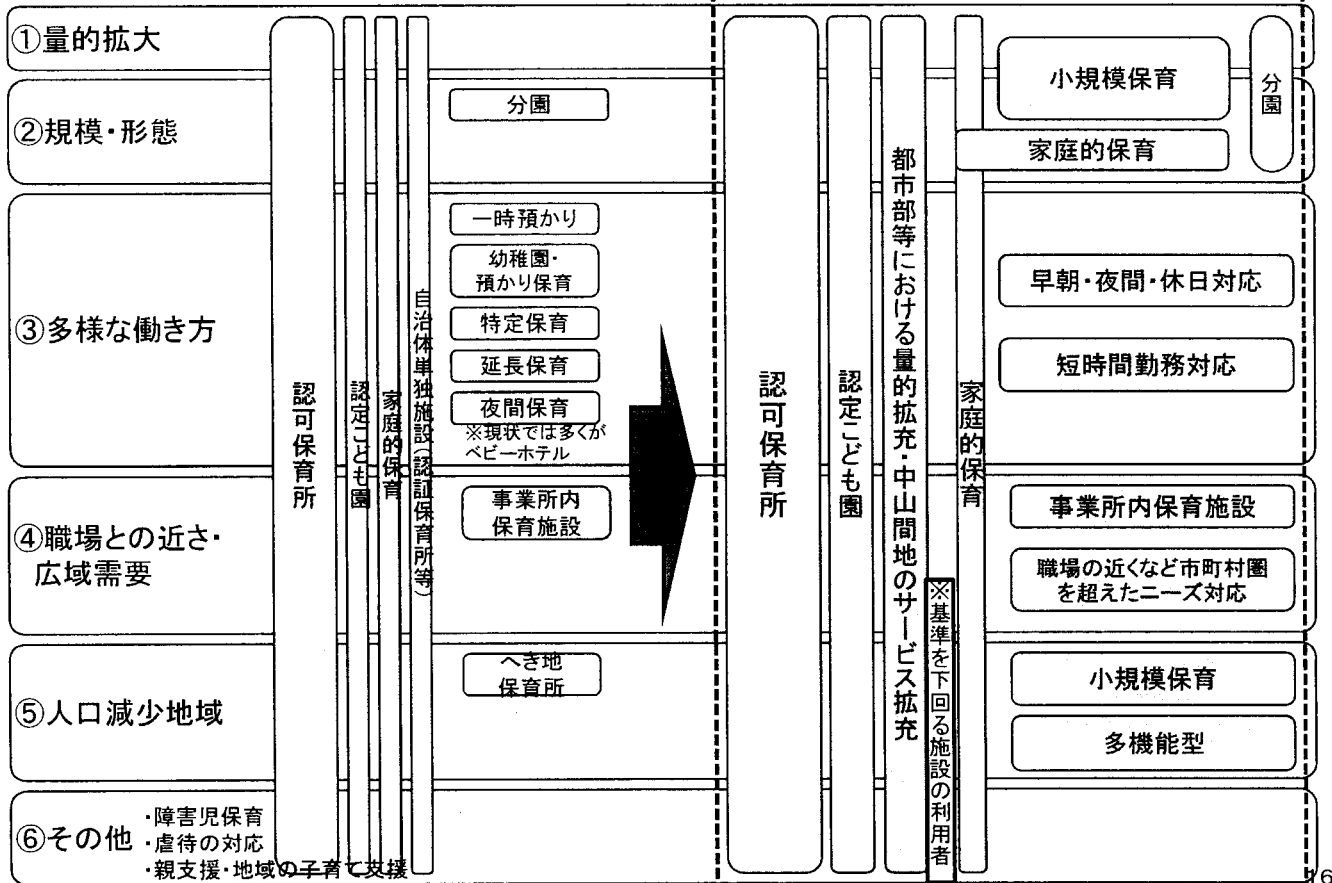 ①量的拡大
②規模・形態
③多様な働き方
④職場との近さ・
広域需要
⑤人口減少地域
⑥その他
・障害児保育
・虐待の対応
・親支援・地域の子育て支援
認可保育所
認定こども園
家庭的保育
自治体単独施設(認証保育所等)
分園
一時預かり
幼稚園・
預かり保育
特定保育
延長保育
夜間保育
※現状では多くが
ベビーホテル
事業所内
保育施設
へき地
保育所
認可保育所
認定こども園
都市部等における量的拡充・中山間地のサービス拡充
※基準を下回る施設の利用者
家庭的保育
小規模保育
分園
家庭的保育
早朝・夜間・休日対応
短時間勤務対応
事業所内保育施設
職場の近くなど市町村圏
を超えたニーズ対応
小規模保育
多機能型
16